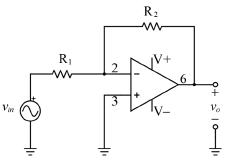 R₂
R₁
2
V+
−
6
+
+
3
+
vᵢₙ
V−
vₒ
−